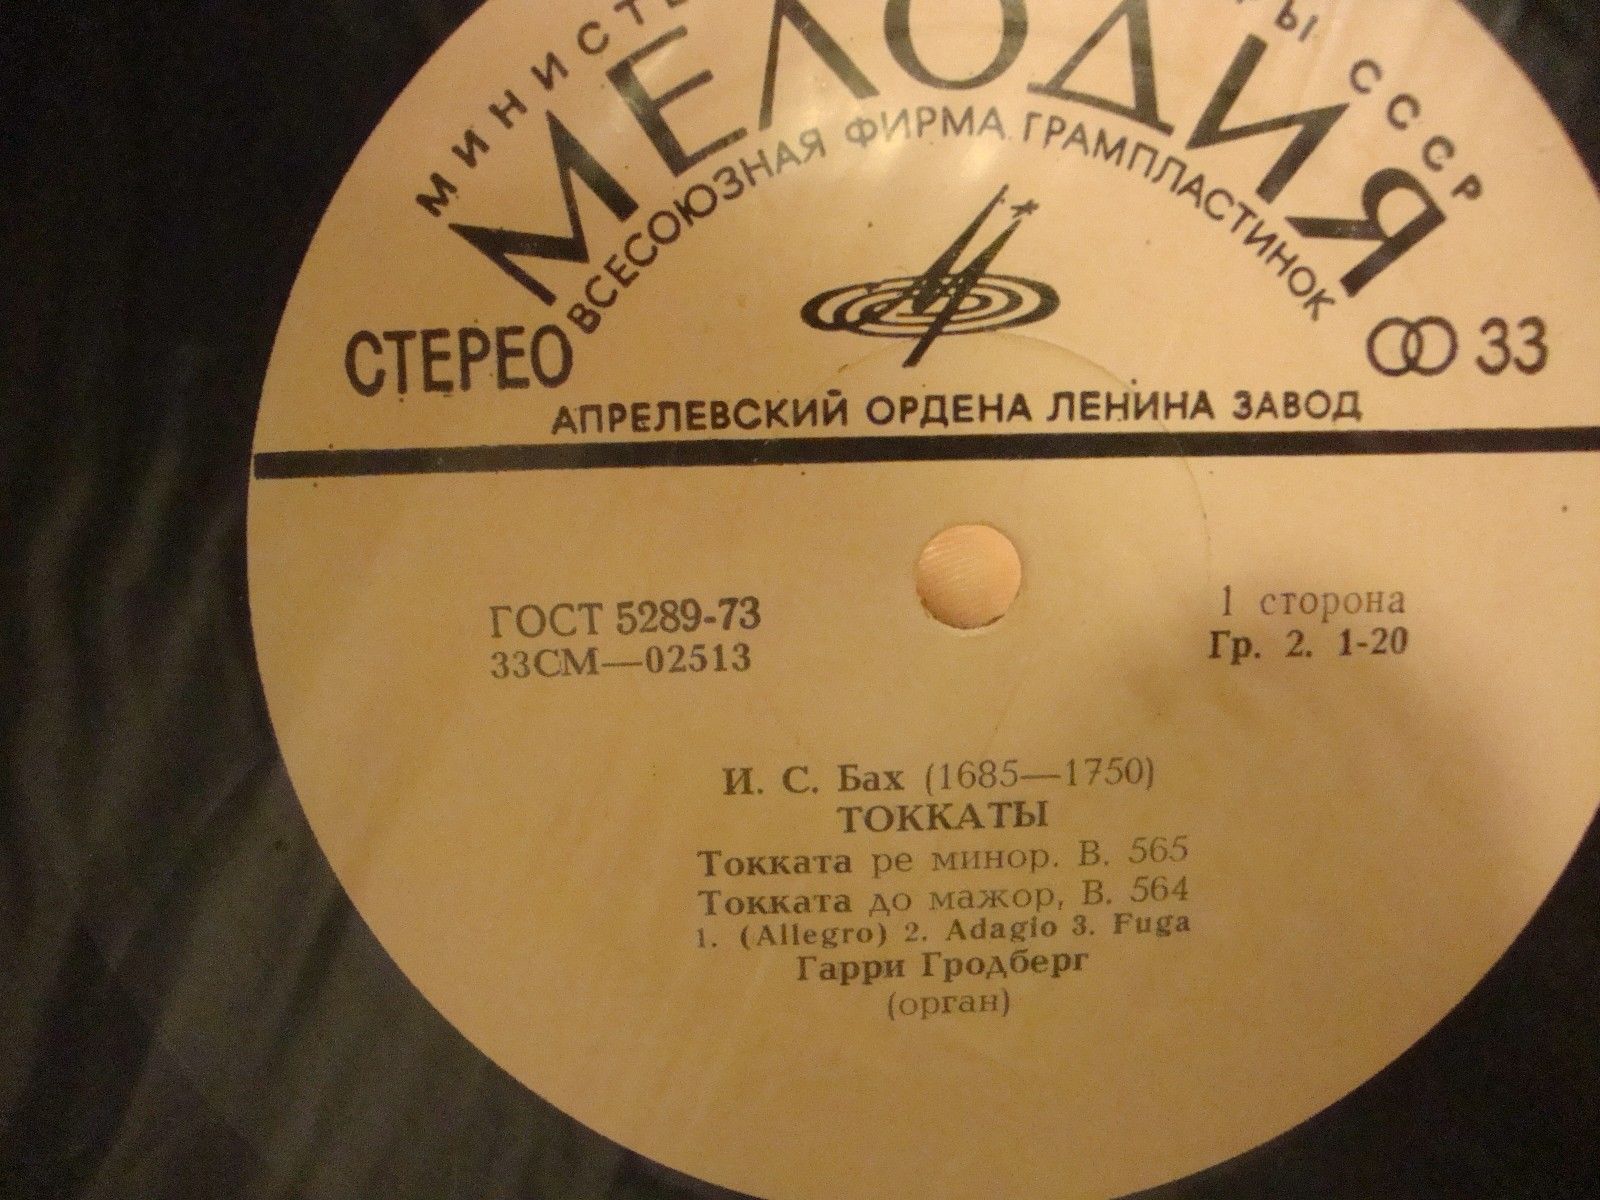 СССР
МЕЛОДИЯ
ВСЕСОЮЗНАЯ ФИРМА ГРАМПЛАСТИНОК
СТЕРЕО
33
АПРЕЛЕВСКИЙ ОРДЕНА ЛЕНИНА ЗАВОД
ГОСТ 5289-73
33СМ—02513
1 сторона
Гр. 2. 1-20
И. С. Бах (1685—1750)
ТОККАТЫ
Токката ре минор. В. 565
Токката до мажор, В. 564
1. (Allegro) 2. Adagio 3. Fuga
Гарри Гродберг
(орган)